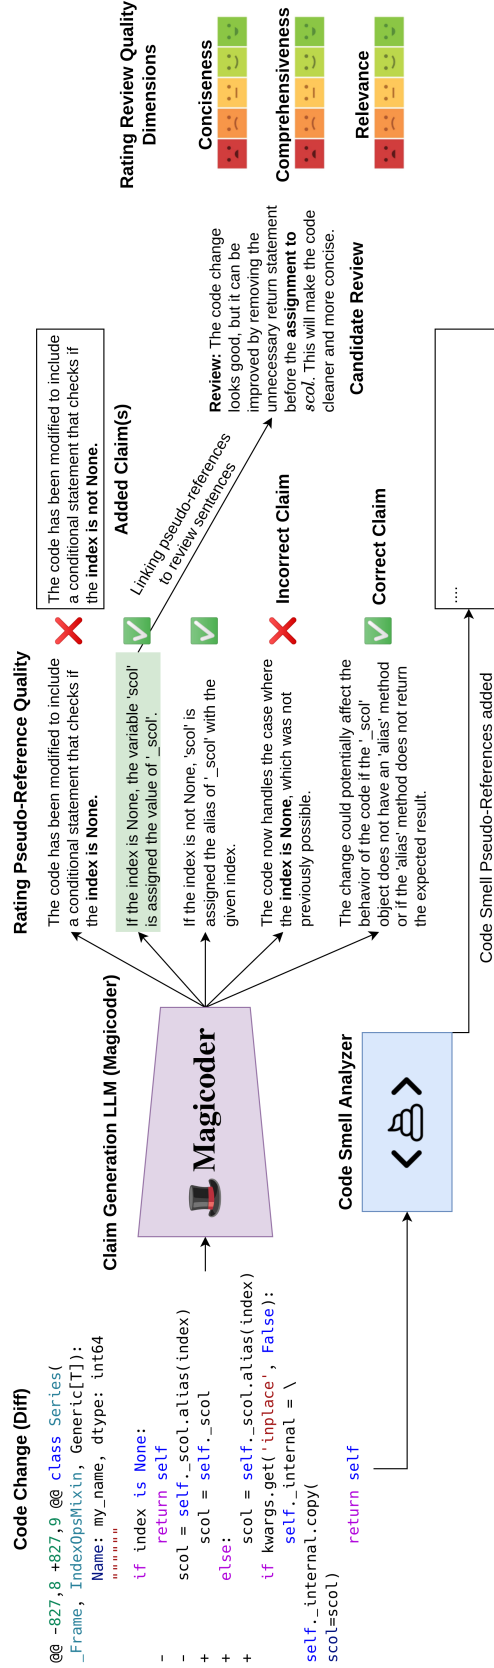 Code Change (Diff)
@@ -827,8 +827,9 @@ class Series(
_Frame, IndexOpsMixin, Generic[T]):
Name: my_name, dtype: int64
"""
if index is None:
- return self
- scol = self._scol.alias(index)
+ scol = self._scol
+ else:
+ scol = self._scol.alias(index)
if kwargs.get('inplace', False):
self._internal = \
self._internal.copy(
scol=scol)
return self
Claim Generation LLM (Magicoder)
Magicoder
Code Smell Analyzer
Rating Pseudo-Reference Quality
The code has been modified to include
a conditional statement that checks if
the index is None.
If the index is None, the variable 'scol'
is assigned the value of '_scol'.
If the index is not None, 'scol' is
assigned the alias of '_scol' with the
given index.
The code now handles the case where
the index is None, which was not
previously possible.
The change could potentially affect the
behavior of the code if the '_scol'
object does not have an 'alias' method
or if the 'alias' method does not return
the expected result.
Code Smell Pseudo-References added
The code has been modified to include
a conditional statement that checks if
the index is not None.
Added Claim(s)
Linking pseudo-references
to review sentences
Incorrect Claim
Correct Claim
.....
Review: The code change
looks good, but it can be
improved by removing the
unnecessary return statement
before the assignment to
scol. This will make the code
cleaner and more concise.
Candidate Review
Rating Review Quality
Dimensions
Conciseness
Comprehensiveness
Relevance